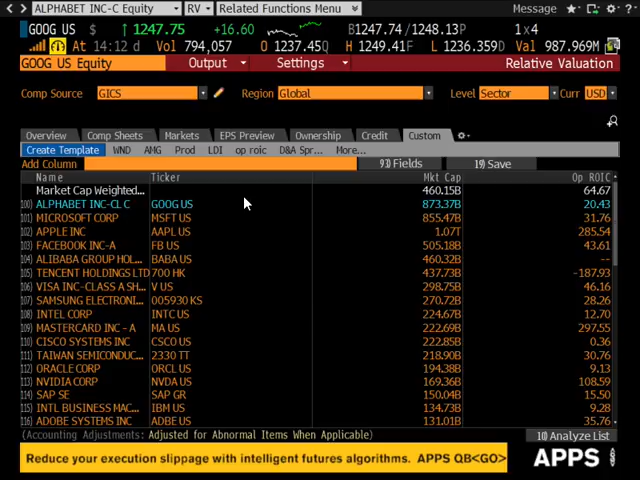 ALPHABET INC-C Equity RV Related Functions Menu Message
GOOG US $ 1247.75 +16.60 B1247.74/1248.13P 1x4
At 14:12 d Vol 794,057 O 1237.45Q H 1249.41F L 1236.359D Val 987.969M
GOOG US Equity Output Settings Relative Valuation
Comp Source GICS Region Global Level Sector Curr USD
Overview Comp Sheets Markets EPS Preview Ownership Credit Custom
Create Template WND AMG Prod LDI op roic D&A Spr... More...
Add Column 93) Fields 19) Save
Name Ticker Mkt Cap Op ROIC
Market Cap Weighted... 460.15B 64.67
100) ALPHABET INC-CL C GOOG US 873.37B 20.43
101) MICROSOFT CORP MSFT US 855.47B 31.76
102) APPLE INC AAPL US 1.07T 285.54
103) FACEBOOK INC-A FB US 505.18B 43.61
104) ALIBABA GROUP HOL... BABA US 460.32B --
105) TENCENT HOLDINGS LTD 700 HK 437.73B -187.93
106) VISA INC-CLASS A SH... V US 298.75B 46.16
107) SAMSUNG ELECTRONI... 005930 KS 270.72B 28.26
108) INTEL CORP INTC US 224.67B 12.70
109) MASTERCARD INC - A MA US 222.69B 297.55
110) CISCO SYSTEMS INC CSCO US 222.85B 0.36
111) TAIWAN SEMICONDUC... 2330 TT 218.90B 30.76
112) ORACLE CORP ORCL US 194.38B 9.13
113) NVIDIA CORP NVDA US 169.36B 108.59
114) SAP SE SAP GR 150.04B 15.50
115) INTL BUSINESS MAC... IBM US 134.73B 9.28
116) ADOBE SYSTEMS INC ADBE US 131.01B 35.76
(Accounting Adjustments: Adjusted for Abnormal Items When Applicable) 10) Analyze List
Reduce your execution slippage with intelligent futures algorithms. APPS QB<GO> APPS